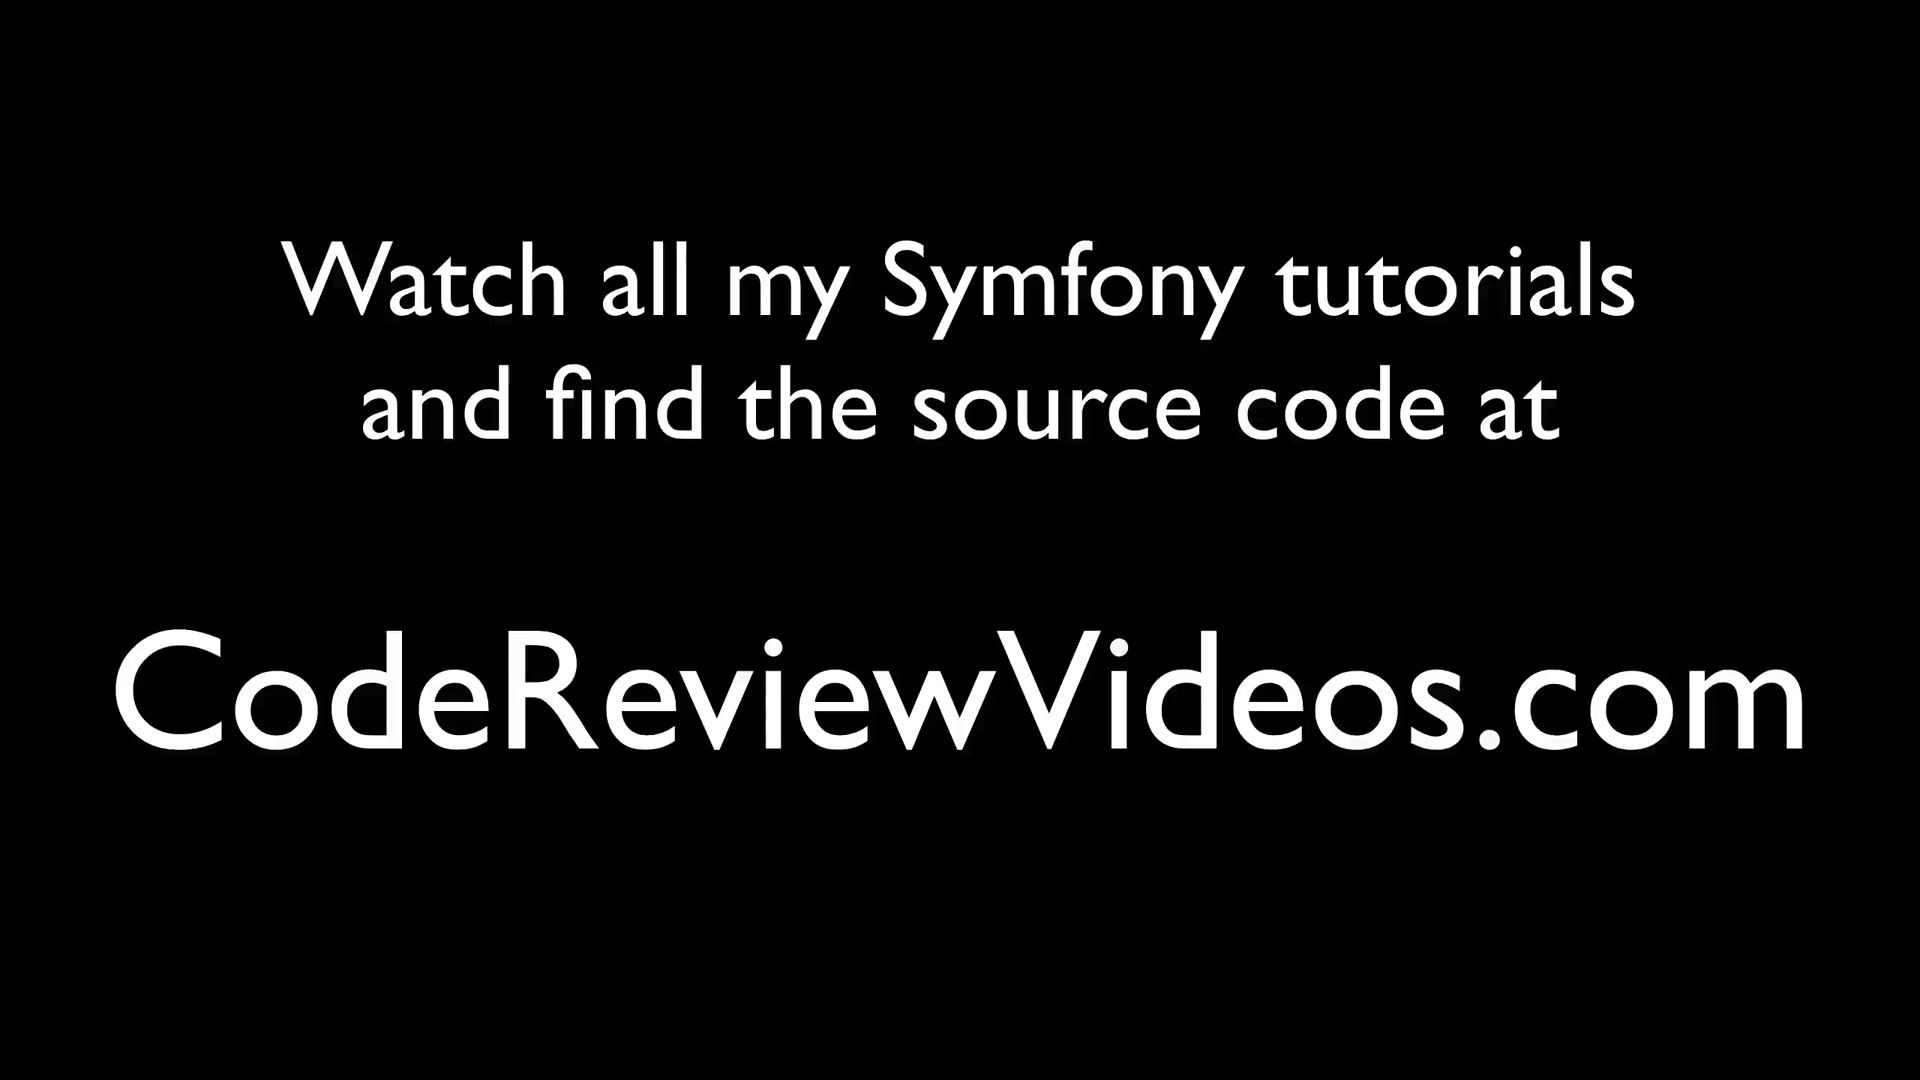 Watch all my Symfony tutorials
and find the source code at
CodeReviewVideos.com